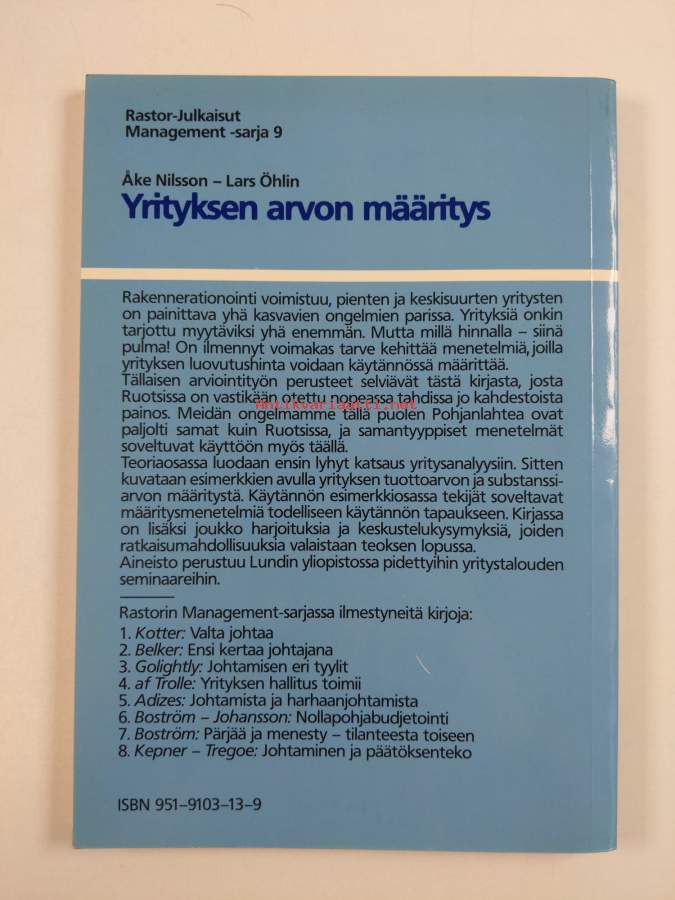 Rastor-Julkaisut
Management -sarja 9
Åke Nilsson – Lars Öhlin
Yrityksen arvon määritys
Rakennerationointi voimistuu, pienten ja keskisuurten yritysten
on painittava yhä kasvavien ongelmien parissa. Yrityksiä onkin
tarjottu myytäviksi yhä enemmän. Mutta millä hinnalla – siinä
pulma! On ilmennyt voimakas tarve kehittää menetelmiä, joilla
yrityksen luovutushinta voidaan käytännössä määrittää.
Tällaisen arviointityön perusteet selviävät tästä kirjasta, josta
Ruotsissa on vastikään otettu nopeassa tahdissa jo kahdestoista
Antikvariaatti.net
painos. Meidän ongelmamme tällä puolen Pohjanlahtea ovat
paljolti samat kuin Ruotsissa, ja samantyyppiset menetelmät
soveltuvat käyttöön myös täällä.
Teoriaosassa luodaan ensin lyhyt katsaus yritysanalyysiin. Sitten
kuvataan esimerkkien avulla yrityksen tuottoarvon ja substanssi-
arvon määritystä. Käytännön esimerkkiosassa tekijät soveltavat
määritysmenetelmiä todelliseen käytännön tapaukseen. Kirjassa
on lisäksi joukko harjoituksia ja keskustelukysymyksiä, joiden
ratkaisumahdollisuuksia valaistaan teoksen lopussa.
Aineisto perustuu Lundin yliopistossa pidettyihin yritystalouden
seminaareihin.
Rastorin Management-sarjassa ilmestyneitä kirjoja:
1. Kotter: Valta johtaa
2. Belker: Ensi kertaa johtajana
3. Golightly: Johtamisen eri tyylit
4. af Trolle: Yrityksen hallitus toimii
5. Adizes: Johtamista ja harhaanjohtamista
6. Boström – Johansson: Nollapohjabudjetointi
7. Boström: Pärjää ja menesty – tilanteesta toiseen
8. Kepner – Tregoe: Johtaminen ja päätöksenteko
ISBN 951–9103–13–9